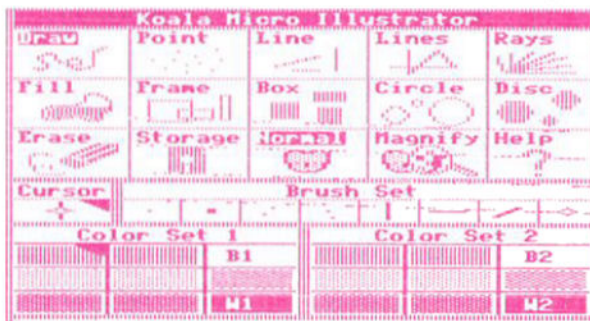 Koala Micro Illustrator
Draw Point Line Lines Rays
Fill Frame Box Circle Disc
Erase Storage Normal Magnify Help
Cursor Brush Set
Color Set 1 Color Set 2
B1 B2
W1 W2